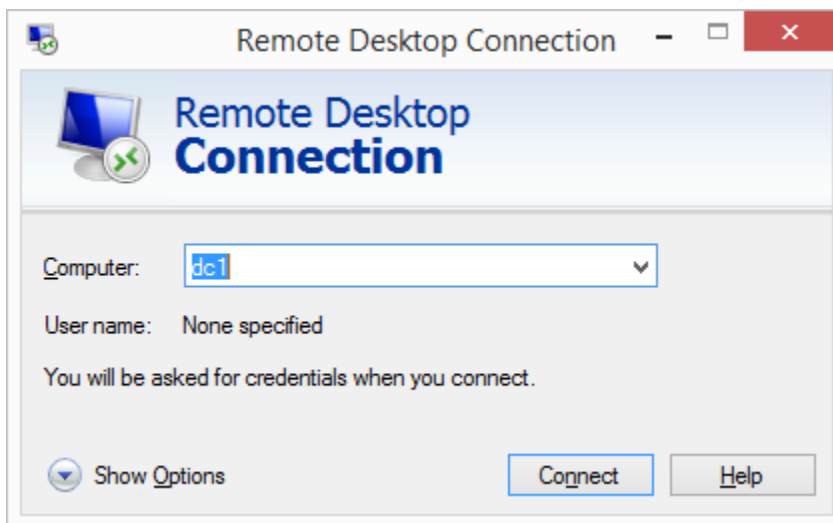 Remote Desktop Connection
Remote Desktop
Connection
Computer: dc1
User name: None specified
You will be asked for credentials when you connect.
Show Options Connect Help